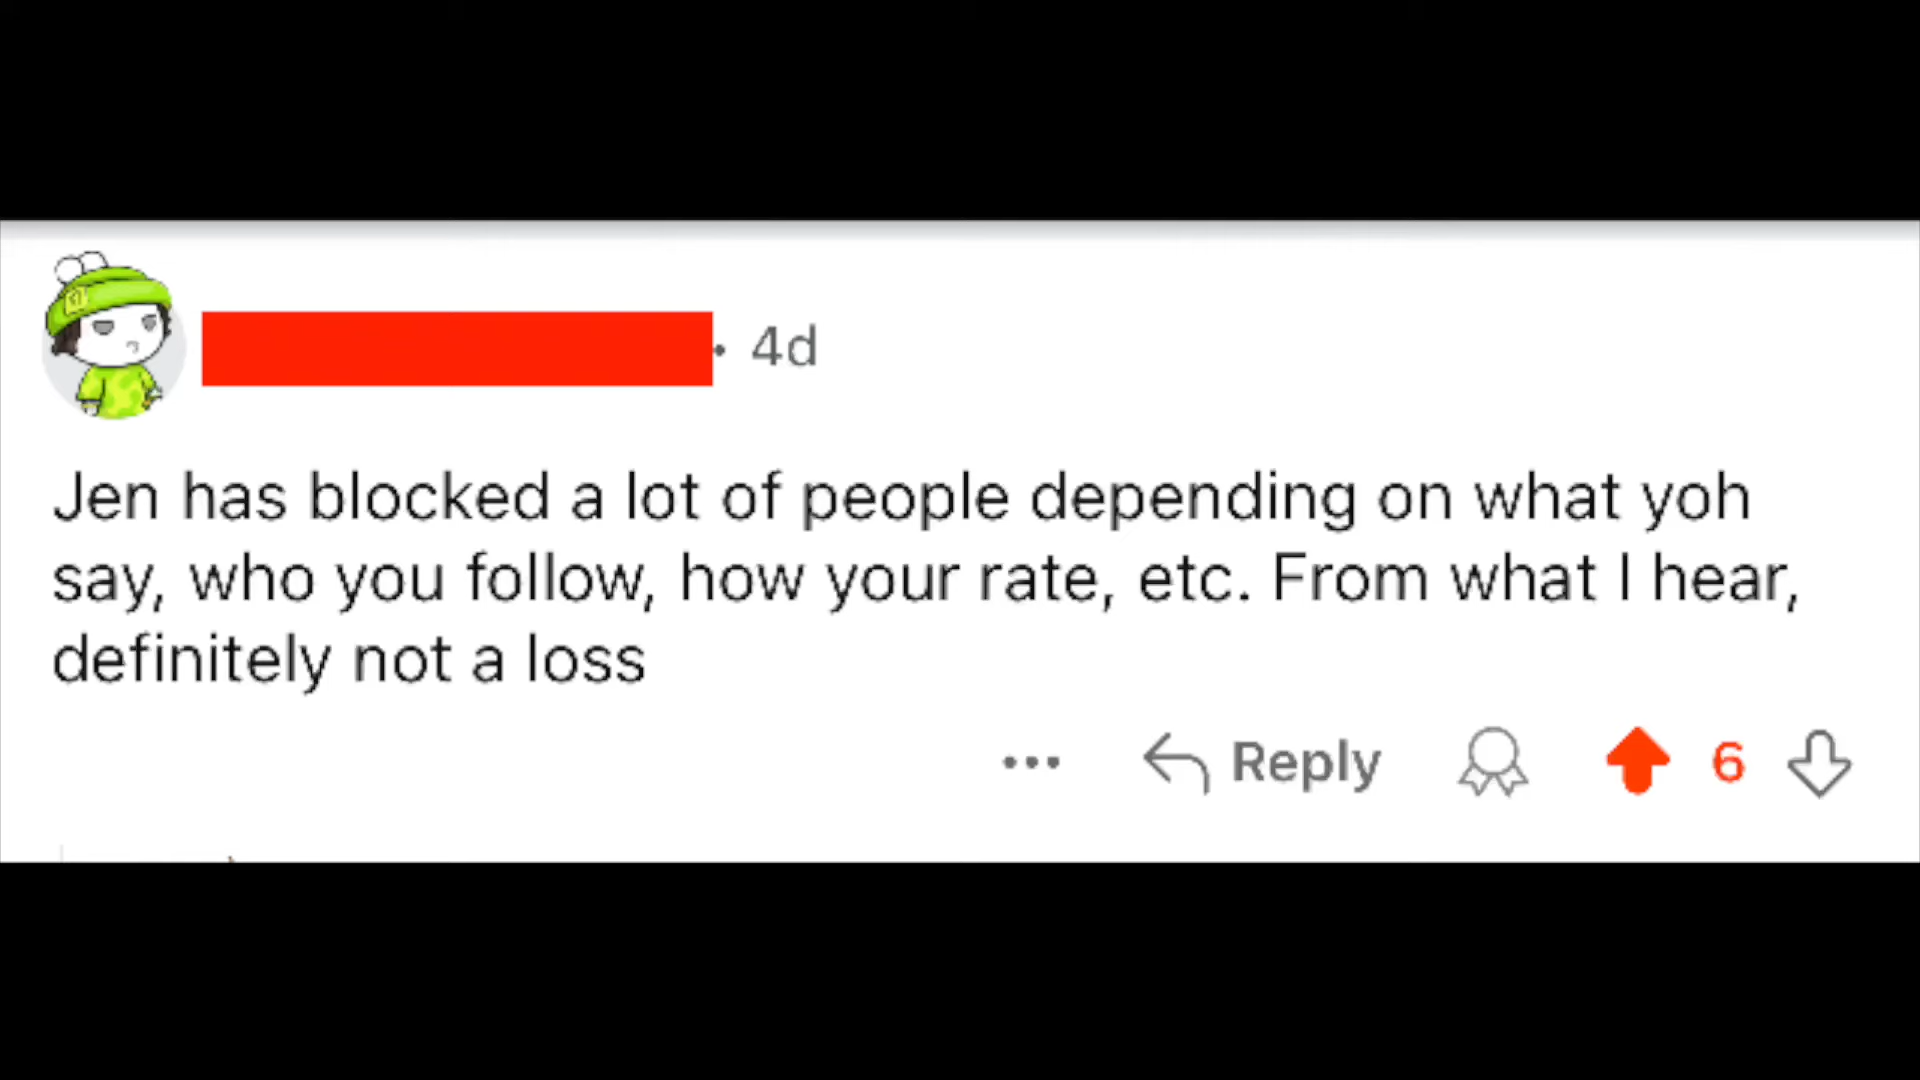 • 4d
Jen has blocked a lot of people depending on what yoh
say, who you follow, how your rate, etc. From what I hear,
definitely not a loss
••• Reply 6